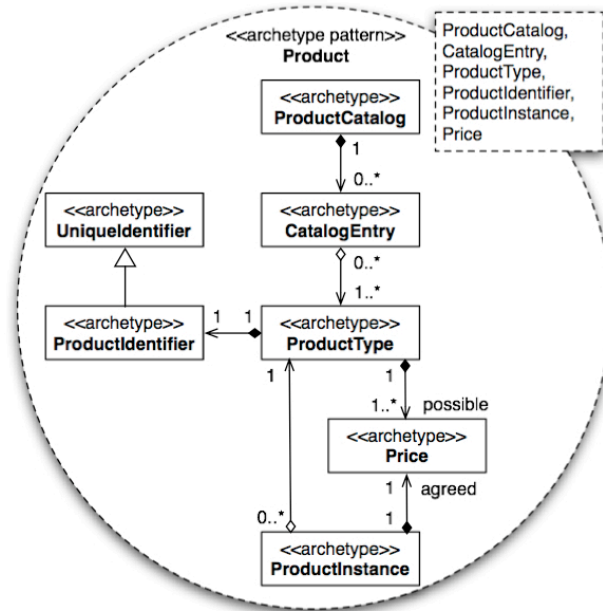 <<archetype pattern>>
Product
ProductCatalog,
CatalogEntry,
ProductType,
ProductIdentifier,
ProductInstance,
Price
<<archetype>>
ProductCatalog
1
0..*
<<archetype>>
UniqueIdentifier
<<archetype>>
CatalogEntry
0..*
1..*
<<archetype>>
ProductIdentifier
1
1
<<archetype>>
ProductType
1
1
1..*
possible
<<archetype>>
Price
1
agreed
0..*
1
<<archetype>>
ProductInstance